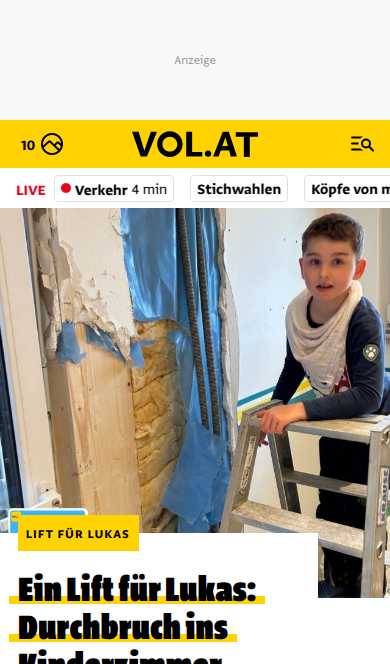 Anzeige
10
VOL.AT
LIVE
Verkehr 4 min
Stichwahlen
Köpfe von m
LIFT FÜR LUKAS
Ein Lift für Lukas:
Durchbruch ins
Kinderzimmer